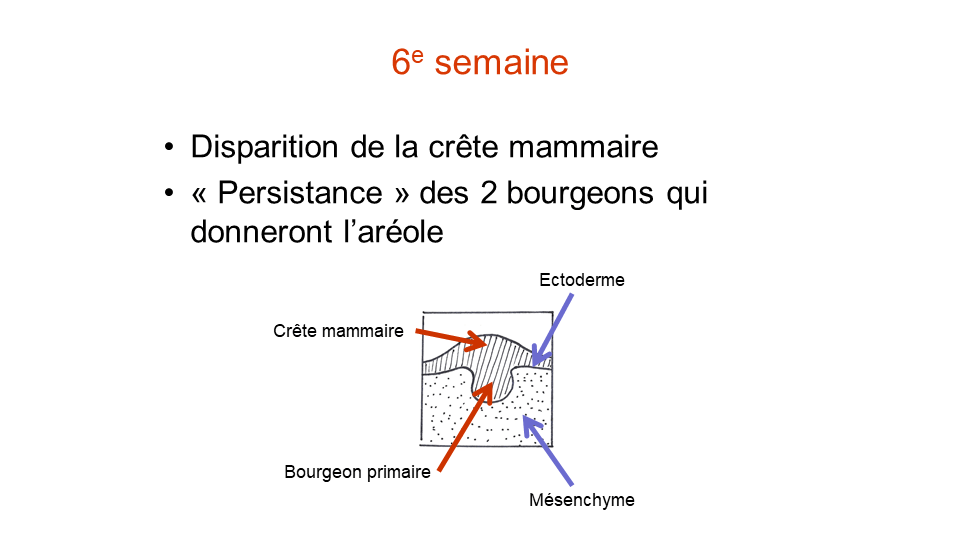 6e semaine
• Disparition de la crête mammaire
• « Persistance » des 2 bourgeons qui
donneront l’aréole
Ectoderme
Crête mammaire
Bourgeon primaire
Mésenchyme